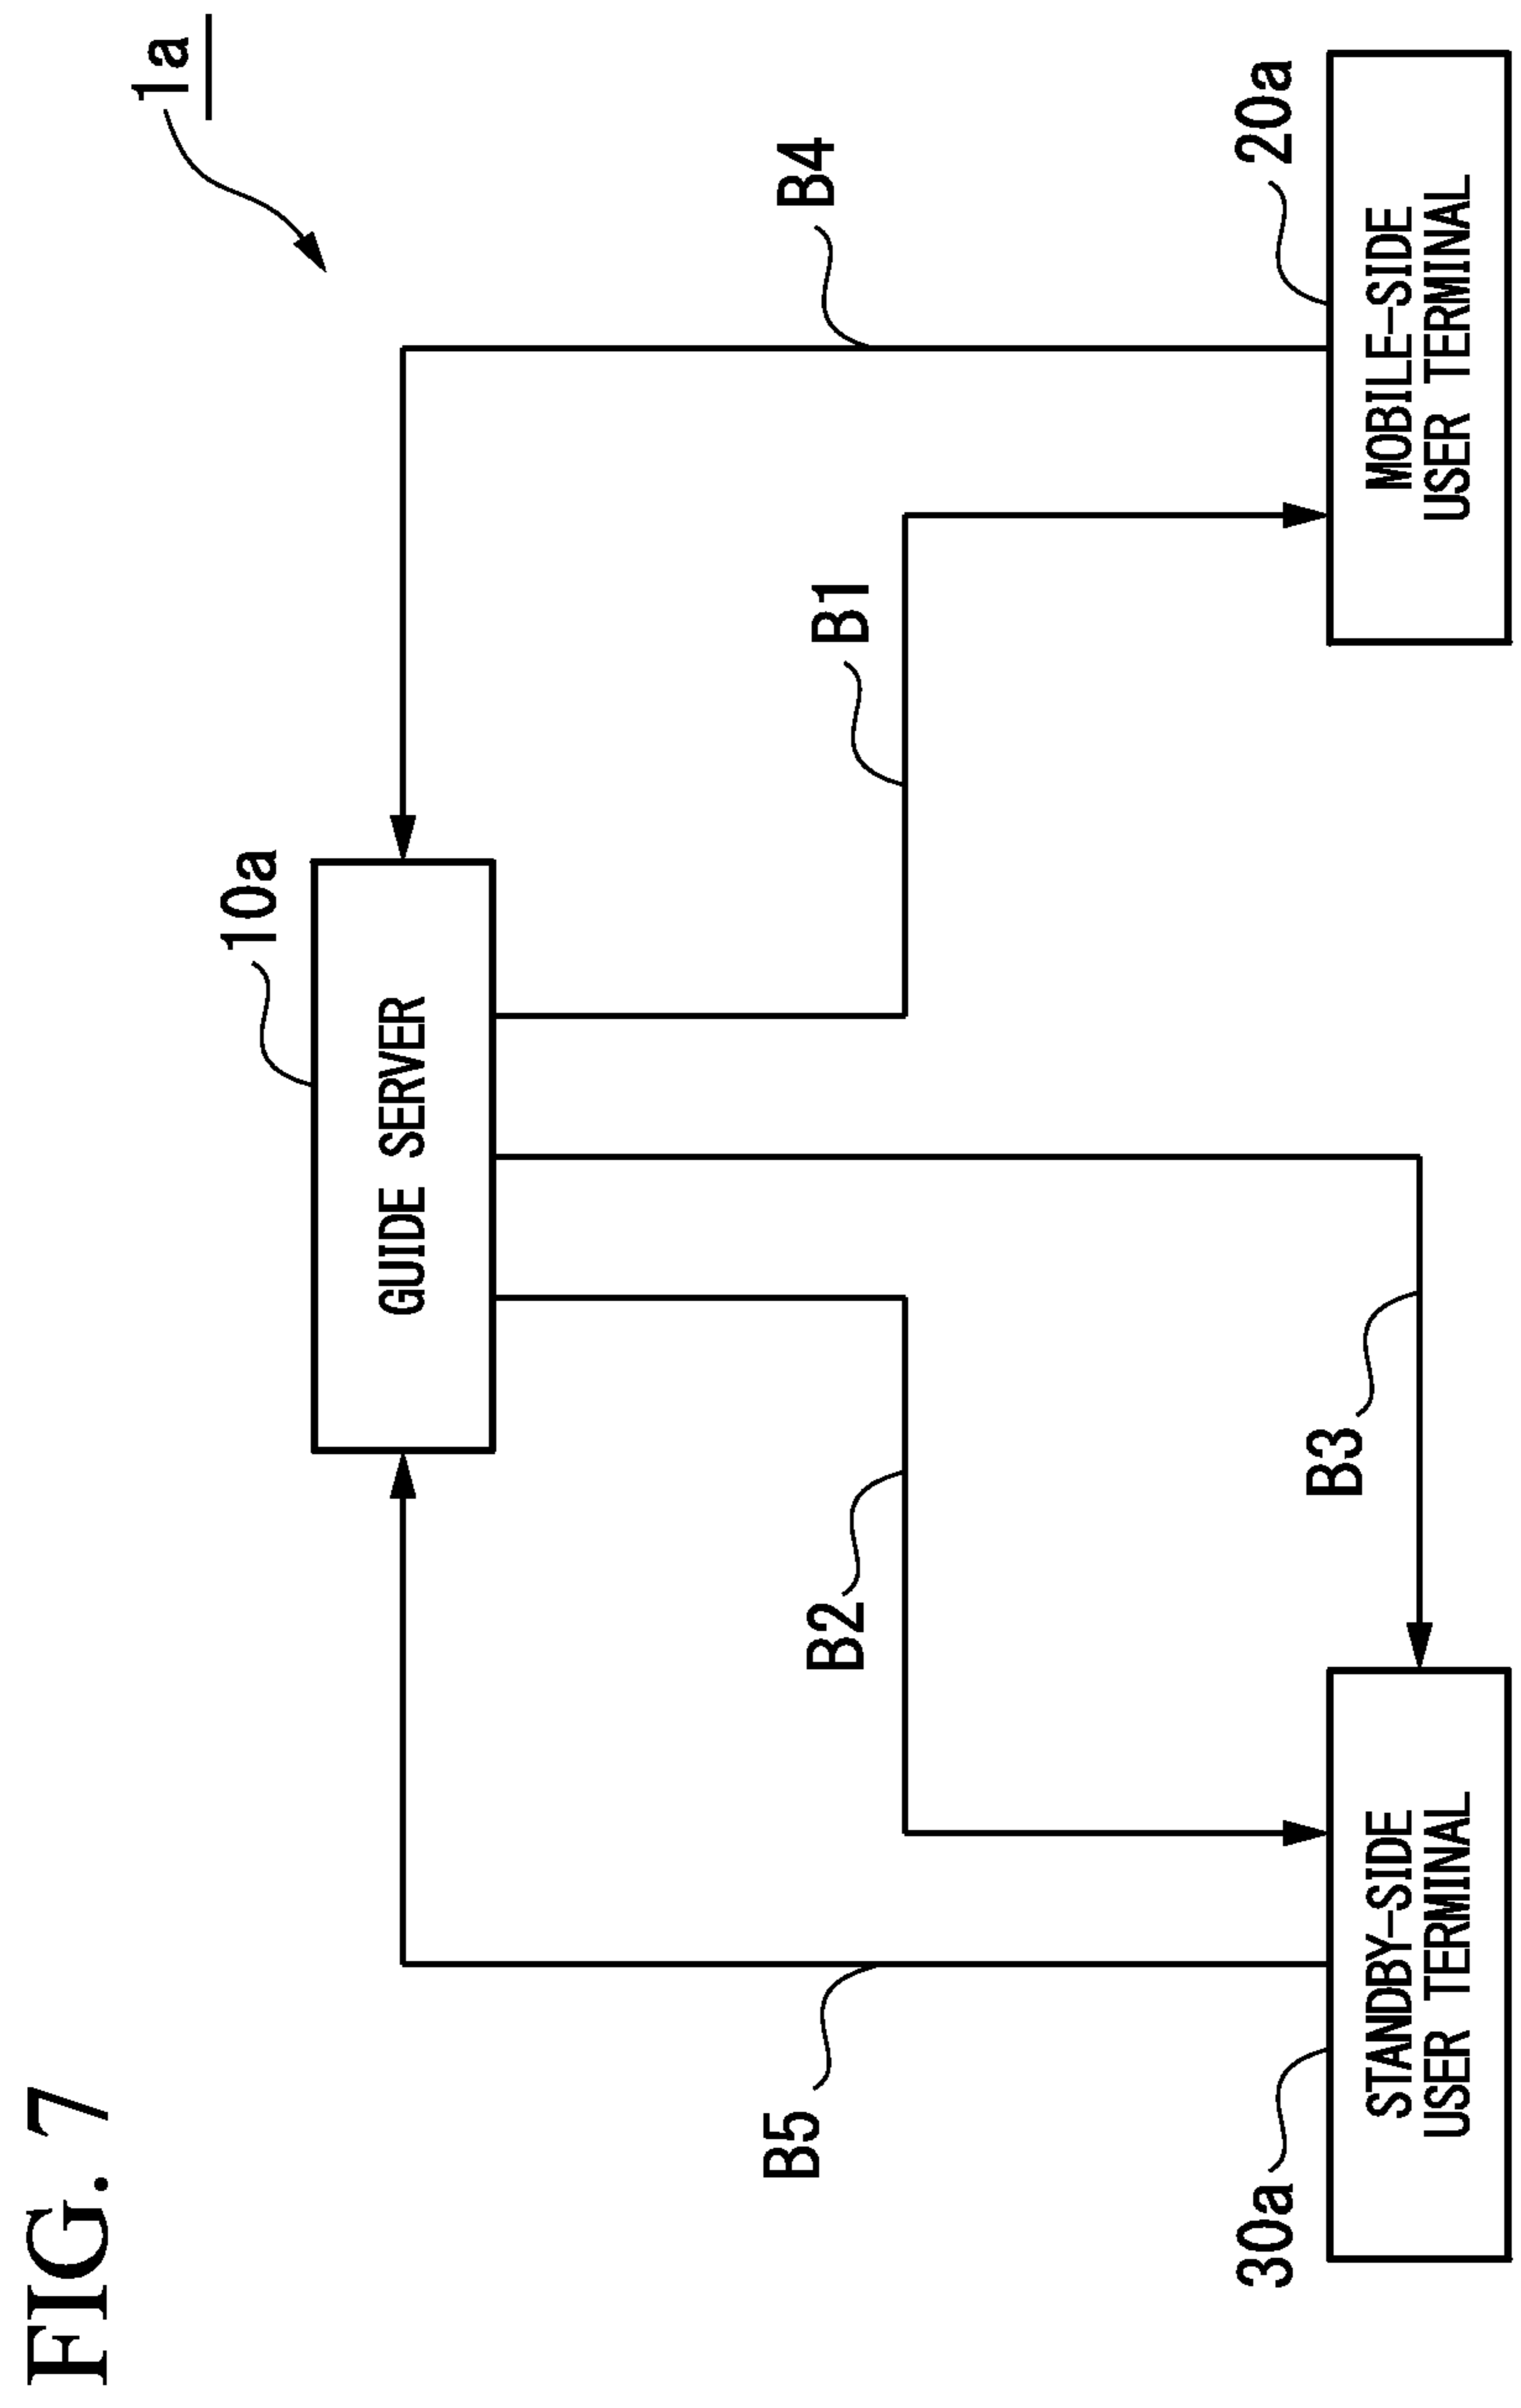 FIG. 7
1a
10a
GUIDE SERVER
B5
B2
B1
B4
B3
30a
20a
STANDBY-SIDE
USER TERMINAL
MOBILE-SIDE
USER TERMINAL